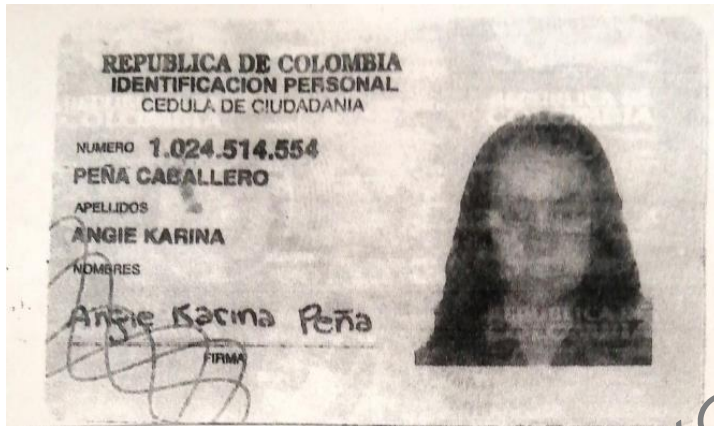 REPUBLICA DE COLOMBIA
IDENTIFICACION PERSONAL
CEDULA DE CIUDADANIA
NUMERO 1.024.514.554
PEÑA CABALLERO
APELLIDOS
ANGIE KARINA
NOMBRES
Angie Karina Peña
FIRMA